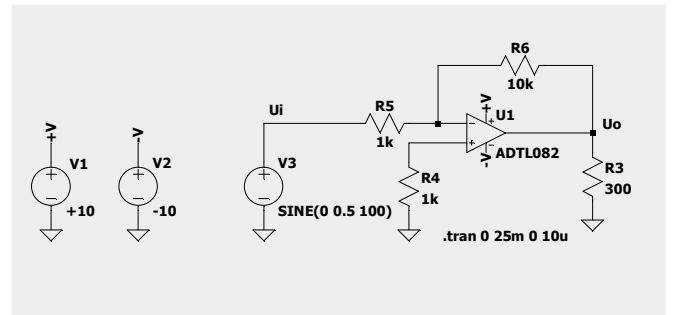 R6
10k
+V
U1
Ui
R5
1k
Uo
+V
V1
+10
-V
V2
-10
V3
SINE(0 0.5 100)
R4
1k
-V
ADTL082
R3
300
.tran 0 25m 0 10u